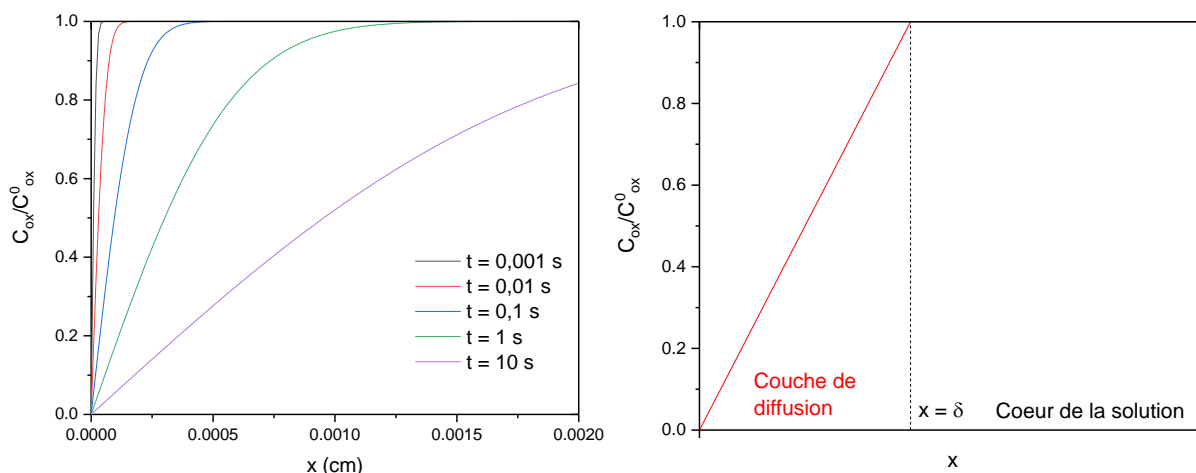 1.0
0.8
0.6
0.4
0.2
0.0
C_ox/C^0_ox
t = 0,001 s
t = 0,01 s
t = 0,1 s
t = 1 s
t = 10 s
0.0000
0.0005
0.0010
0.0015
0.0020
x (cm)
1.0
0.8
0.6
0.4
0.2
0.0
C_ox/C^0_ox
Couche de
diffusion
x = δ
Coeur de la solution
x